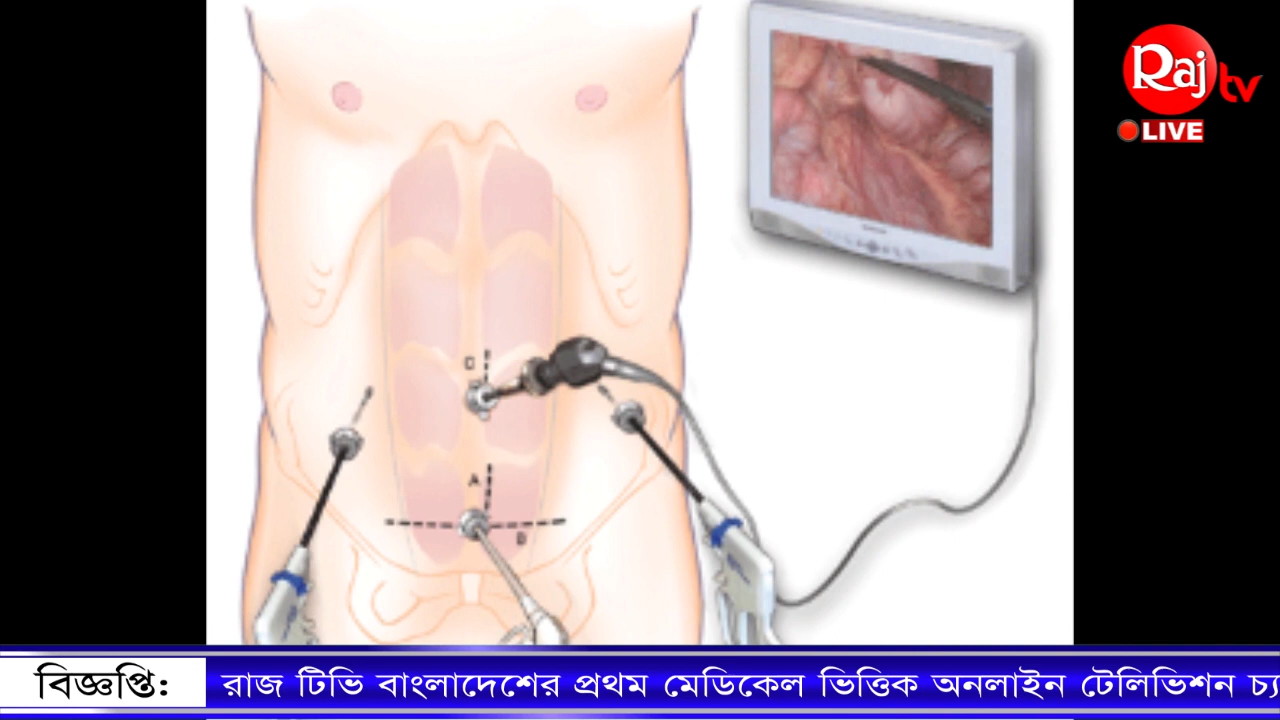 Raj tv
LIVE
C
A
B
বিজ্ঞপ্তি:
রাজ টিভি বাংলাদেশের প্রথম মেডিকেল ভিত্তিক অনলাইন টেলিভিশন